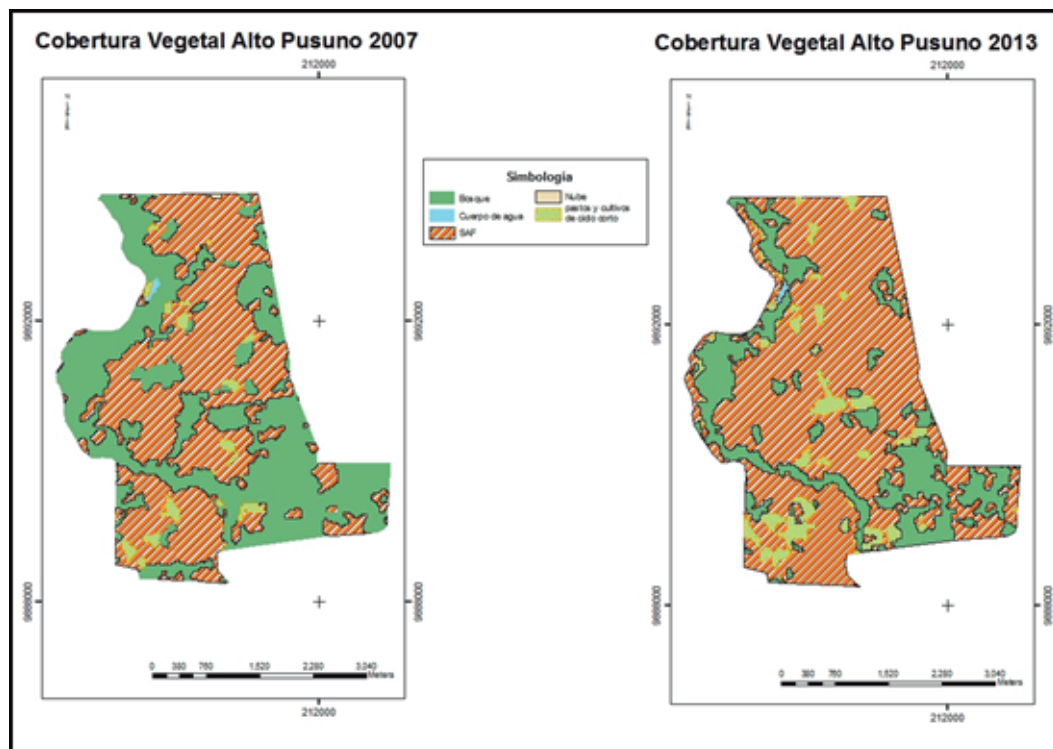 Cobertura Vegetal Alto Pusuno 2007
212000
9892000
9892000
9888000
9888000
0 380 760 1,520 2,280 3,040
Meters
212000
Simbología
Bosque
Cuerpo de agua
SAF
Nube
pastos y cultivos
de ciclo corto
Cobertura Vegetal Alto Pusuno 2013
212000
9892000
9892000
9888000
9888000
0 380 760 1,520 2,280 3,040
Meters
212000